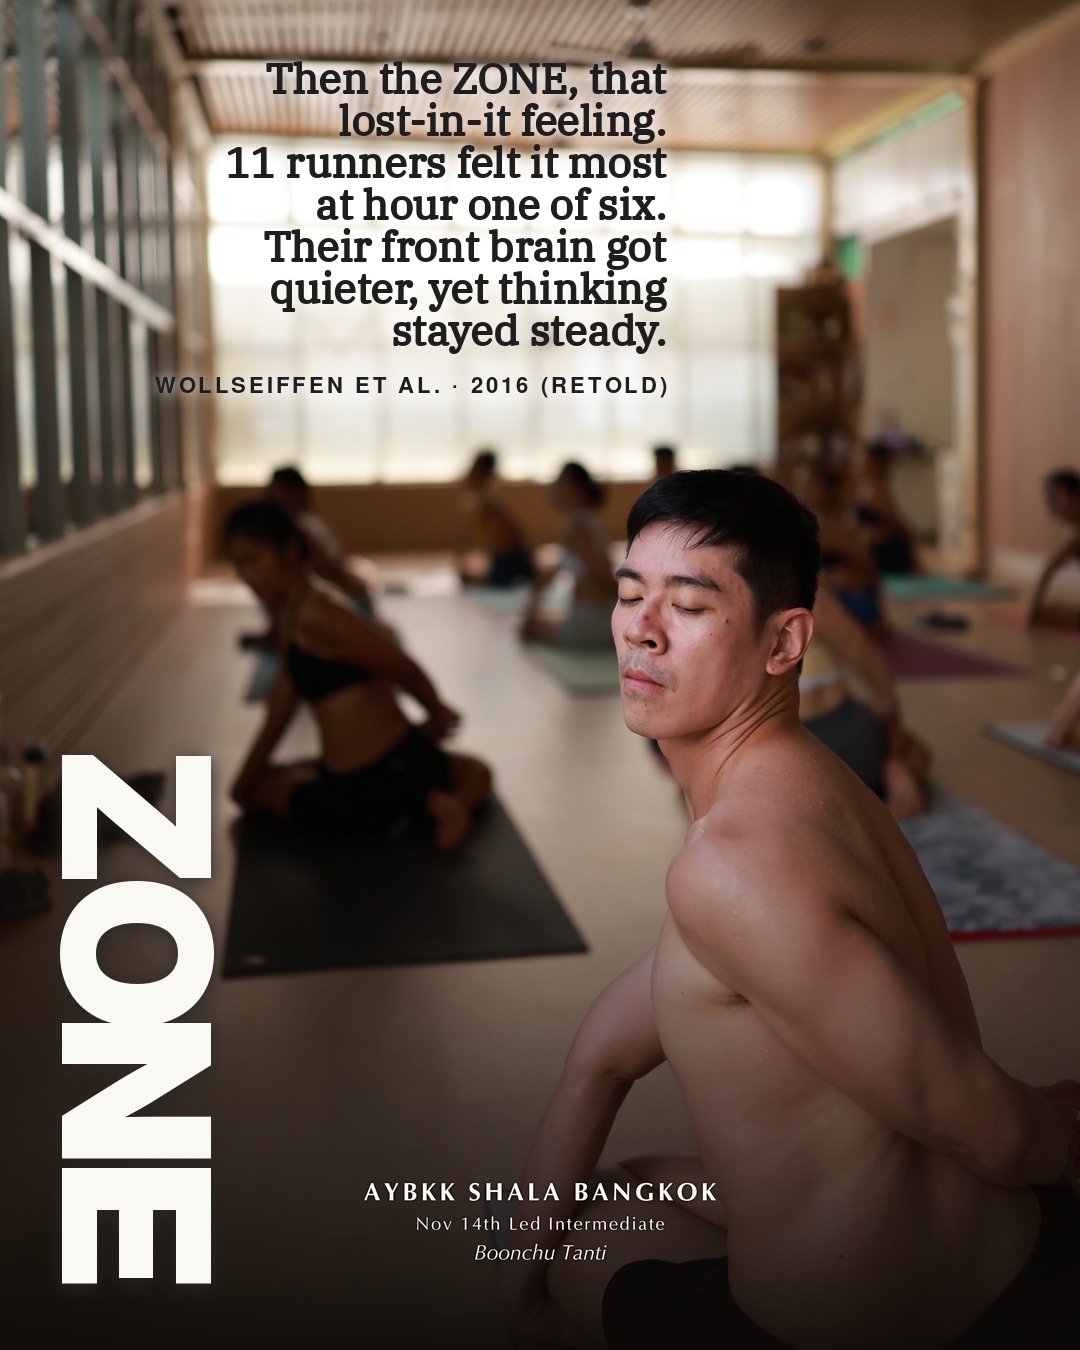 Then the ZONE, that
lost-in-it feeling.
11 runners felt it most
at hour one of six.
Their front brain got
quieter, yet thinking
stayed steady.
WOLLSEIFFEN ET AL. · 2016 (RETOLD)
ZONE
AYBKK SHALA BANGKOK
Nov 14th Led Intermediate
Boonchu Tanti